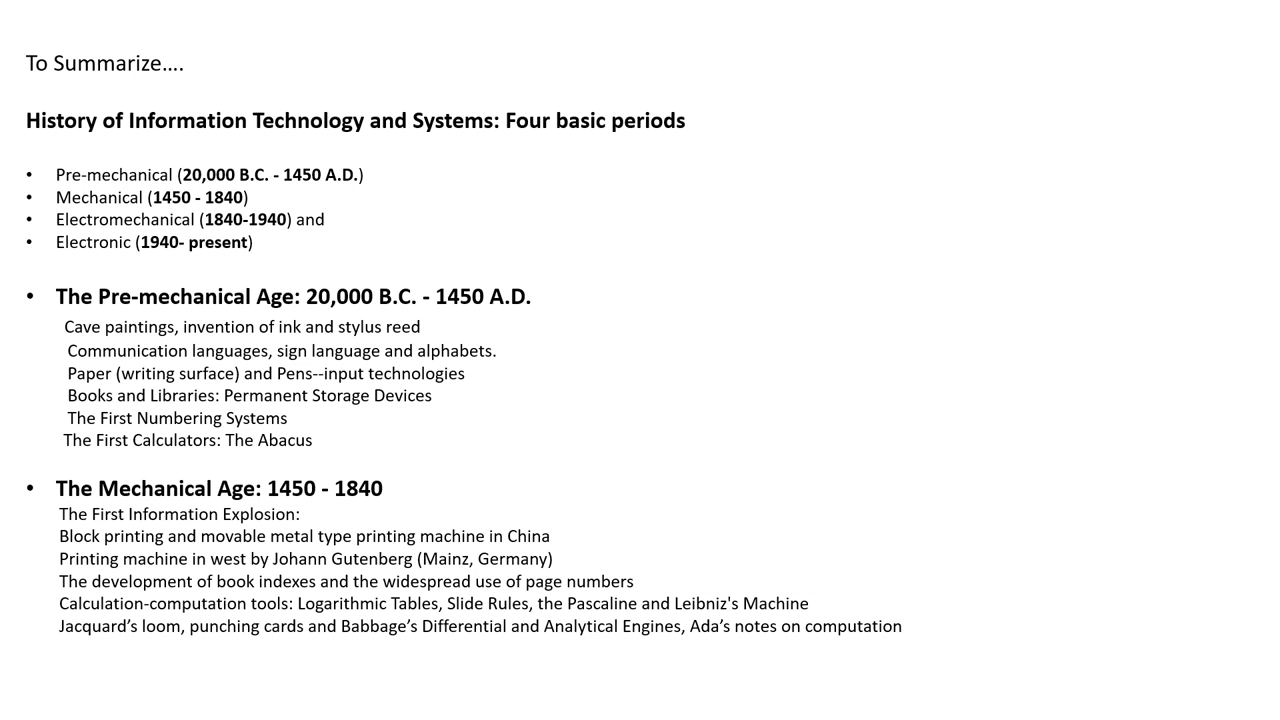 To Summarize....
History of Information Technology and Systems: Four basic periods
• Pre-mechanical (20,000 B.C. - 1450 A.D.)
• Mechanical (1450 - 1840)
• Electromechanical (1840-1940) and
• Electronic (1940- present)
• The Pre-mechanical Age: 20,000 B.C. - 1450 A.D.
Cave paintings, invention of ink and stylus reed
Communication languages, sign language and alphabets.
Paper (writing surface) and Pens--input technologies
Books and Libraries: Permanent Storage Devices
The First Numbering Systems
The First Calculators: The Abacus
• The Mechanical Age: 1450 - 1840
The First Information Explosion:
Block printing and movable metal type printing machine in China
Printing machine in west by Johann Gutenberg (Mainz, Germany)
The development of book indexes and the widespread use of page numbers
Calculation-computation tools: Logarithmic Tables, Slide Rules, the Pascaline and Leibniz's Machine
Jacquard’s loom, punching cards and Babbage’s Differential and Analytical Engines, Ada’s notes on computation